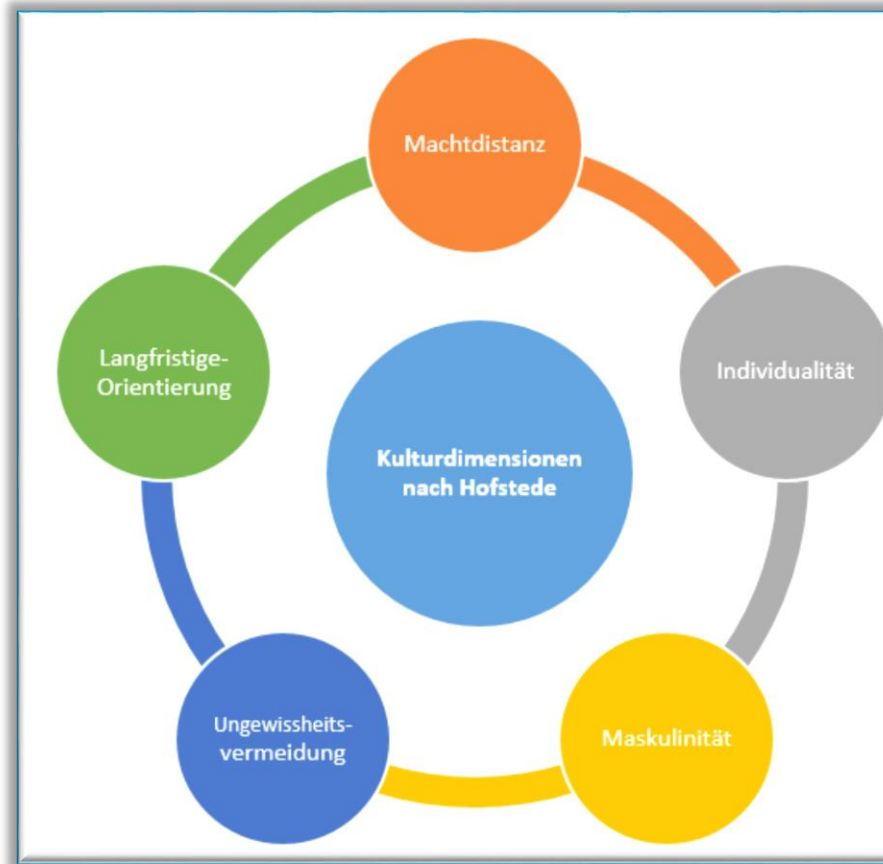 Machtdistanz
Individualität
Maskulinität
Ungewissheits-
vermeidung
Langfristige-
Orientierung
Kulturdimensionen
nach Hofstede